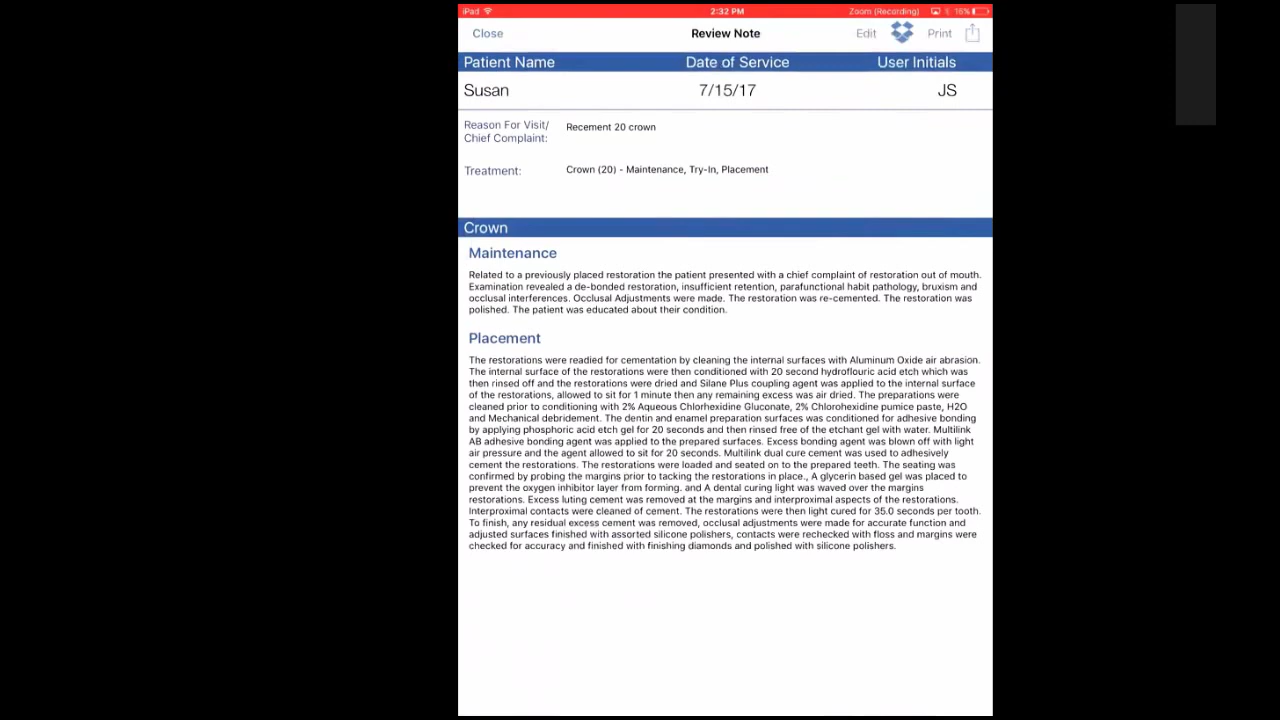 iPad 2:32 PM Zoom (Recording) 16%
Close Review Note Edit Print
Patient Name Date of Service User Initials
Susan 7/15/17 JS
Reason For Visit/ Recement 20 crown
Chief Complaint:
Treatment: Crown (20) - Maintenance, Try-In, Placement
Crown
Maintenance
Related to a previously placed restoration the patient presented with a chief complaint of restoration out of mouth.
Examination revealed a de-bonded restoration, insufficient retention, parafunctional habit pathology, bruxism and
occlusal interferences. Occlusal Adjustments were made. The restoration was re-cemented. The restoration was
polished. The patient was educated about their condition.
Placement
The restorations were readied for cementation by cleaning the internal surfaces with Aluminum Oxide air abrasion.
The internal surface of the restorations were then conditioned with 20 second hydroflouric acid etch which was
then rinsed off and the restorations were dried and Silane Plus coupling agent was applied to the internal surface
of the restorations, allowed to sit for 1 minute then any remaining excess was air dried. The preparations were
cleaned prior to conditioning with 2% Aqueous Chlorhexidine Gluconate, 2% Chlorohexidine pumice paste, H2O
and Mechanical debridement. The dentin and enamel preparation surfaces was conditioned for adhesive bonding
by applying phosphoric acid etch gel for 20 seconds and then rinsed free of the etchant gel with water. Multilink
AB adhesive bonding agent was applied to the prepared surfaces. Excess bonding agent was blown off with light
air pressure and the agent allowed to sit for 20 seconds. Multilink dual cure cement was used to adhesively
cement the restorations. The restorations were loaded and seated on to the prepared teeth. The seating was
confirmed by probing the margins prior to tacking the restorations in place., A glycerin based gel was placed to
prevent the oxygen inhibitor layer from forming. and A dental curing light was waved over the margins
restorations. Excess luting cement was removed at the margins and interproximal aspects of the restorations.
Interproximal contacts were cleaned of cement. The restorations were then light cured for 35.0 seconds per tooth.
To finish, any residual excess cement was removed, occlusal adjustments were made for accurate function and
adjusted surfaces finished with assorted silicone polishers, contacts were rechecked with floss and margins were
checked for accuracy and finished with finishing diamonds and polished with silicone polishers.